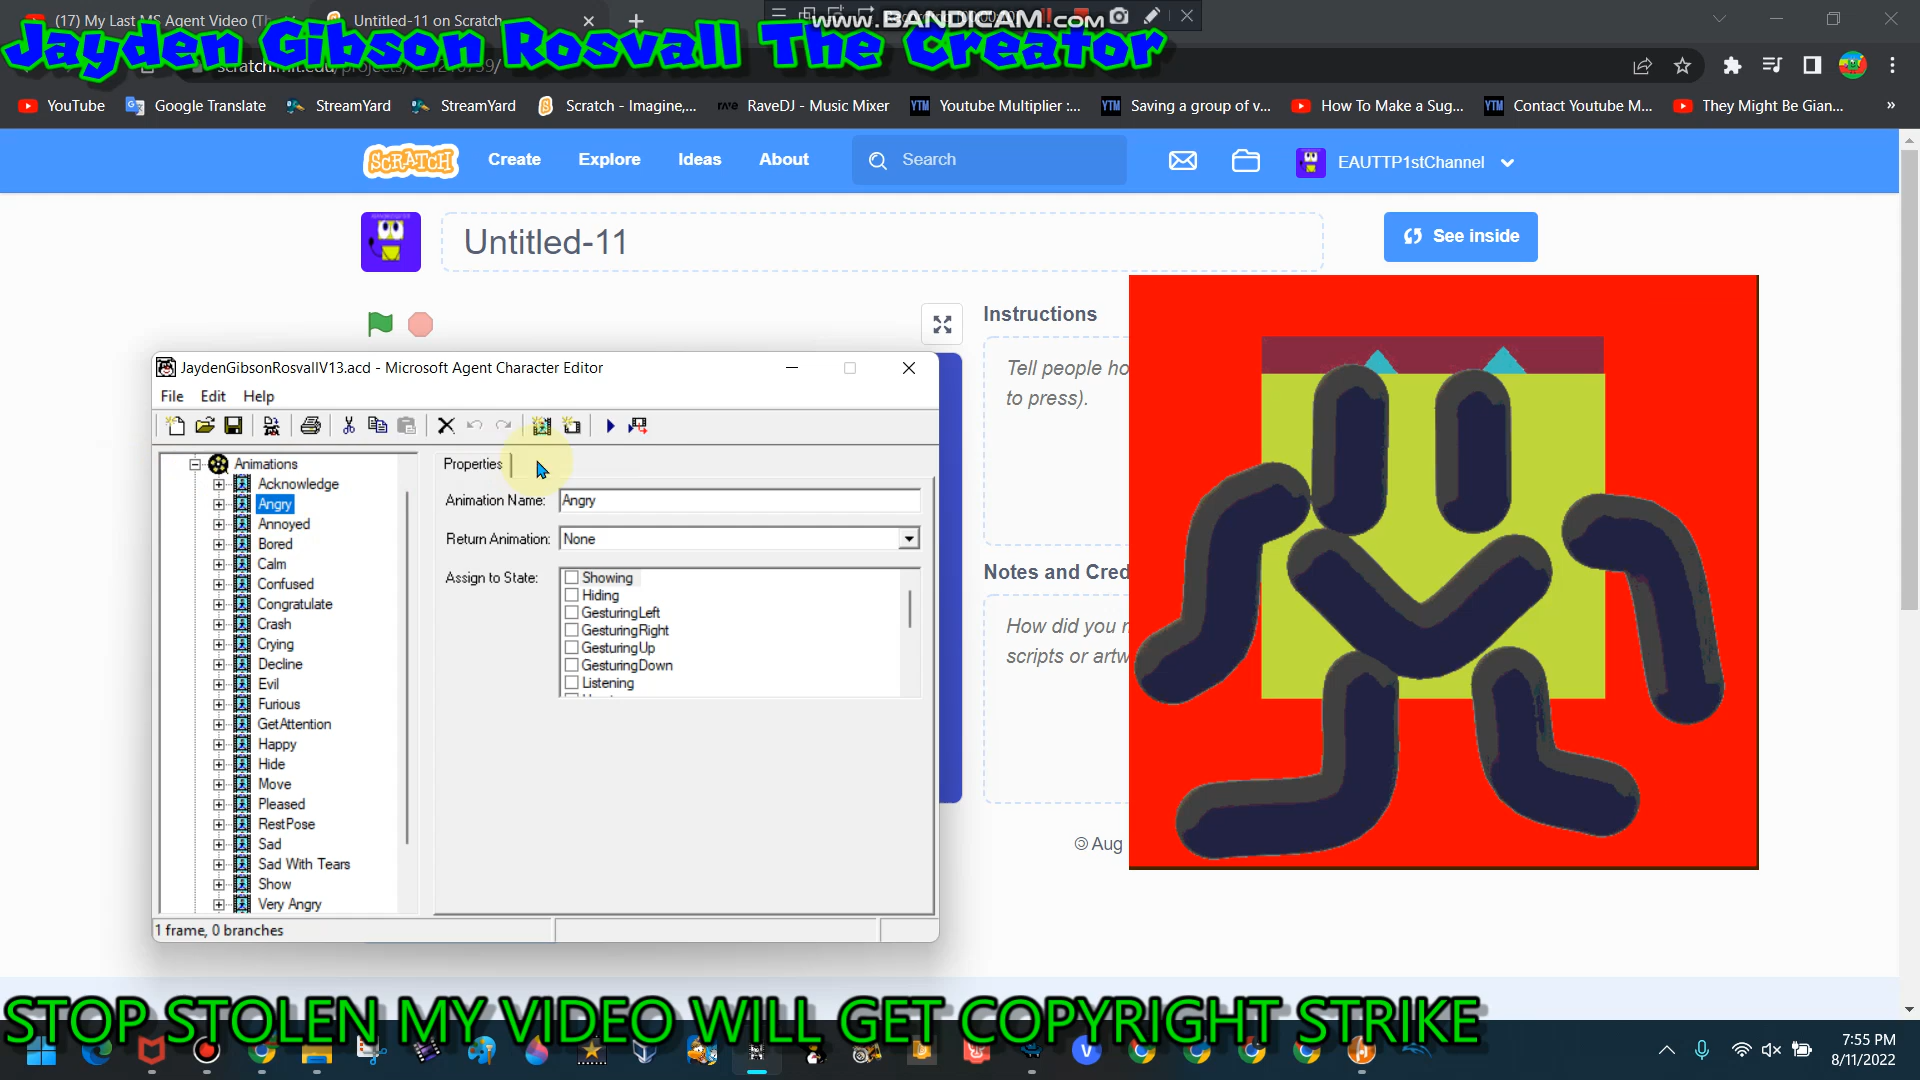 (17) My Last MS Agent Video (Th
Untitled-11 on Scratch
www.BANDICAM.com
Jayden Gibson Rosvall The Creator
scratch.mit.edu/projects/
YouTube
Google Translate
StreamYard
StreamYard
Scratch - Imagine,...
RaveDJ - Music Mixer
Youtube Multiplier :...
Saving a group of v...
How To Make a Sug...
Contact Youtube M...
They Might Be Gian...
»
SCRATCH
Create
Explore
Ideas
About
Search
EAUTTP1stChannel
Untitled-11
See inside
Instructions
Tell people ho
to press).
JaydenGibsonRosvallV13.acd - Microsoft Agent Character Editor
File
Edit
Help
Animations
Acknowledge
Angry
Annoyed
Bored
Calm
Confused
Congratulate
Crash
Crying
Decline
Evil
Furious
GetAttention
Happy
Hide
Move
Pleased
RestPose
Sad
Sad With Tears
Show
Very Angry
Properties
Animation Name:
Angry
Return Animation:
None
Assign to State:
Showing
Hiding
GesturingLeft
GesturingRight
GesturingUp
GesturingDown
Listening
1 frame, 0 branches
Notes and Cred
How did you m
scripts or artw
© Aug
STOP STOLEN MY VIDEO WILL GET COPYRIGHT STRIKE
7:55 PM
8/11/2022